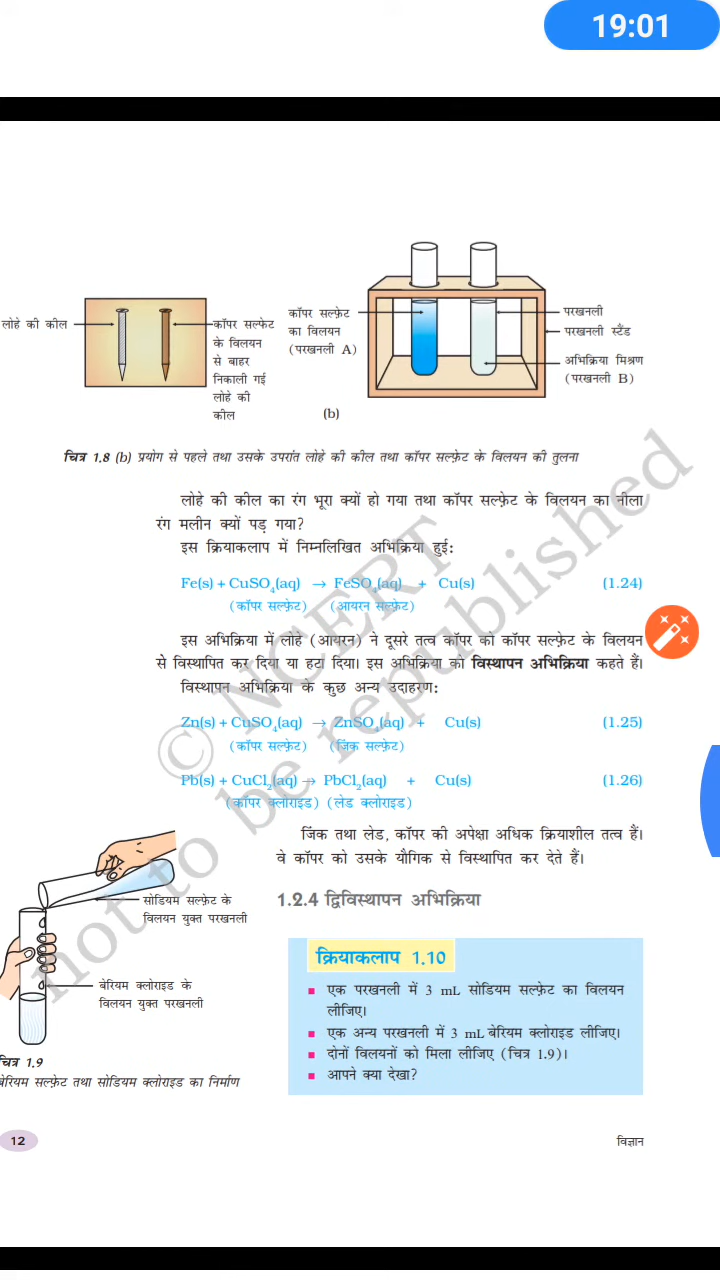 19:01
लोहे की कील
कॉपर सल्फेट
के विलयन
से बाहर
निकाली गई
लोहे की
कील
कॉपर सल्फ़ेट
का विलयन
(परखनली A)
परखनली
परखनली स्टैंड
अभिक्रिया मिश्रण
(परखनली B)
(b)
चित्र 1.8 (b) प्रयोग से पहले तथा उसके उपरांत लोहे की कील तथा कॉपर सल्फ़ेट के विलयन की तुलना
लोहे की कील का रंग भूरा क्यों हो गया तथा कॉपर सल्फ़ेट के विलयन का नीला
रंग मलीन क्यों पड़ गया?
इस क्रियाकलाप में निम्नलिखित अभिक्रिया हुई:
Fe(s) + CuSO₄(aq) → FeSO₄(aq) + Cu(s) (1.24)
(कॉपर सल्फ़ेट) (आयरन सल्फ़ेट)
इस अभिक्रिया में लोहे (आयरन) ने दूसरे तत्व कॉपर को कॉपर सल्फ़ेट के विलयन
से विस्थापित कर दिया या हटा दिया। इस अभिक्रिया को विस्थापन अभिक्रिया कहते हैं।
विस्थापन अभिक्रिया के कुछ अन्य उदाहरण:
Zn(s) + CuSO₄(aq) → ZnSO₄(aq) + Cu(s) (1.25)
(कॉपर सल्फ़ेट) (जिंक सल्फ़ेट)
Pb(s) + CuCl₂(aq) → PbCl₂(aq) + Cu(s) (1.26)
(कॉपर क्लोराइड) (लेड क्लोराइड)
जिंक तथा लेड, कॉपर की अपेक्षा अधिक क्रियाशील तत्व हैं।
वे कॉपर को उसके यौगिक से विस्थापित कर देते हैं।
सोडियम सल्फ़ेट के
विलयन युक्त परखनली
बेरियम क्लोराइड के
विलयन युक्त परखनली
चित्र 1.9
बेरियम सल्फ़ेट तथा सोडियम क्लोराइड का निर्माण
1.2.4 द्विविस्थापन अभिक्रिया
क्रियाकलाप 1.10
■ एक परखनली में 3 mL सोडियम सल्फ़ेट का विलयन
लीजिए।
■ एक अन्य परखनली में 3 mL बेरियम क्लोराइड लीजिए।
■ दोनों विलयनों को मिला लीजिए (चित्र 1.9)।
■ आपने क्या देखा?
12
विज्ञान
© NCERT
not to be republished